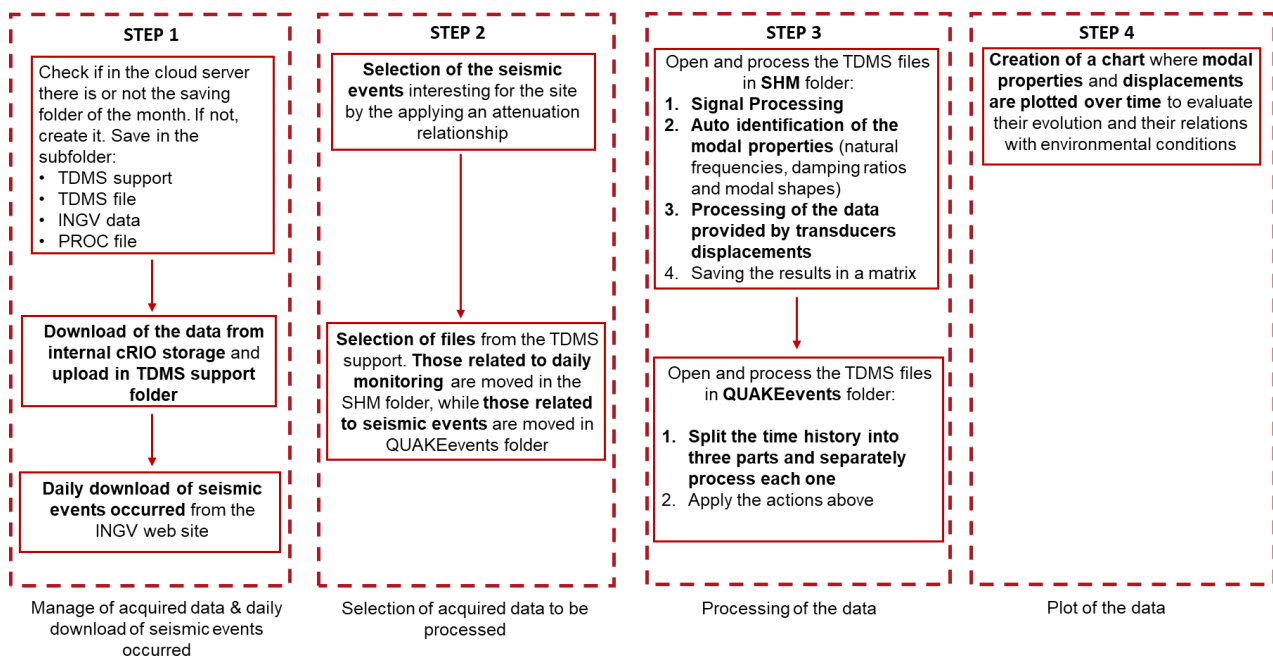 STEP 1
Check if in the cloud server
there is or not the saving
folder of the month. If not,
create it. Save in the
subfolder:
• TDMS support
• TDMS file
• INGV data
• PROC file
Download of the data from
internal cRIO storage and
upload in TDMS support
folder
Daily download of seismic
events occurred from the
INGV web site
Manage of acquired data & daily
download of seismic events
occurred
STEP 2
Selection of the seismic
events interesting for the site
by the applying an attenuation
relationship
Selection of files from the TDMS
support. Those related to daily
monitoring are moved in the
SHM folder, while those related
to seismic events are moved in
QUAKEevents folder
Selection of acquired data to be
processed
STEP 3
Open and process the TDMS files
in SHM folder:
1. Signal Processing
2. Auto identification of the
modal properties (natural
frequencies, damping ratios
and modal shapes)
3. Processing of the data
provided by transducers
displacements
4. Saving the results in a matrix
Open and process the TDMS files
in QUAKEevents folder:
1. Split the time history into
three parts and separately
process each one
2. Apply the actions above
Processing of the data
STEP 4
Creation of a chart where modal
properties and displacements
are plotted over time to evaluate
their evolution and their relations
with environmental conditions
Plot of the data